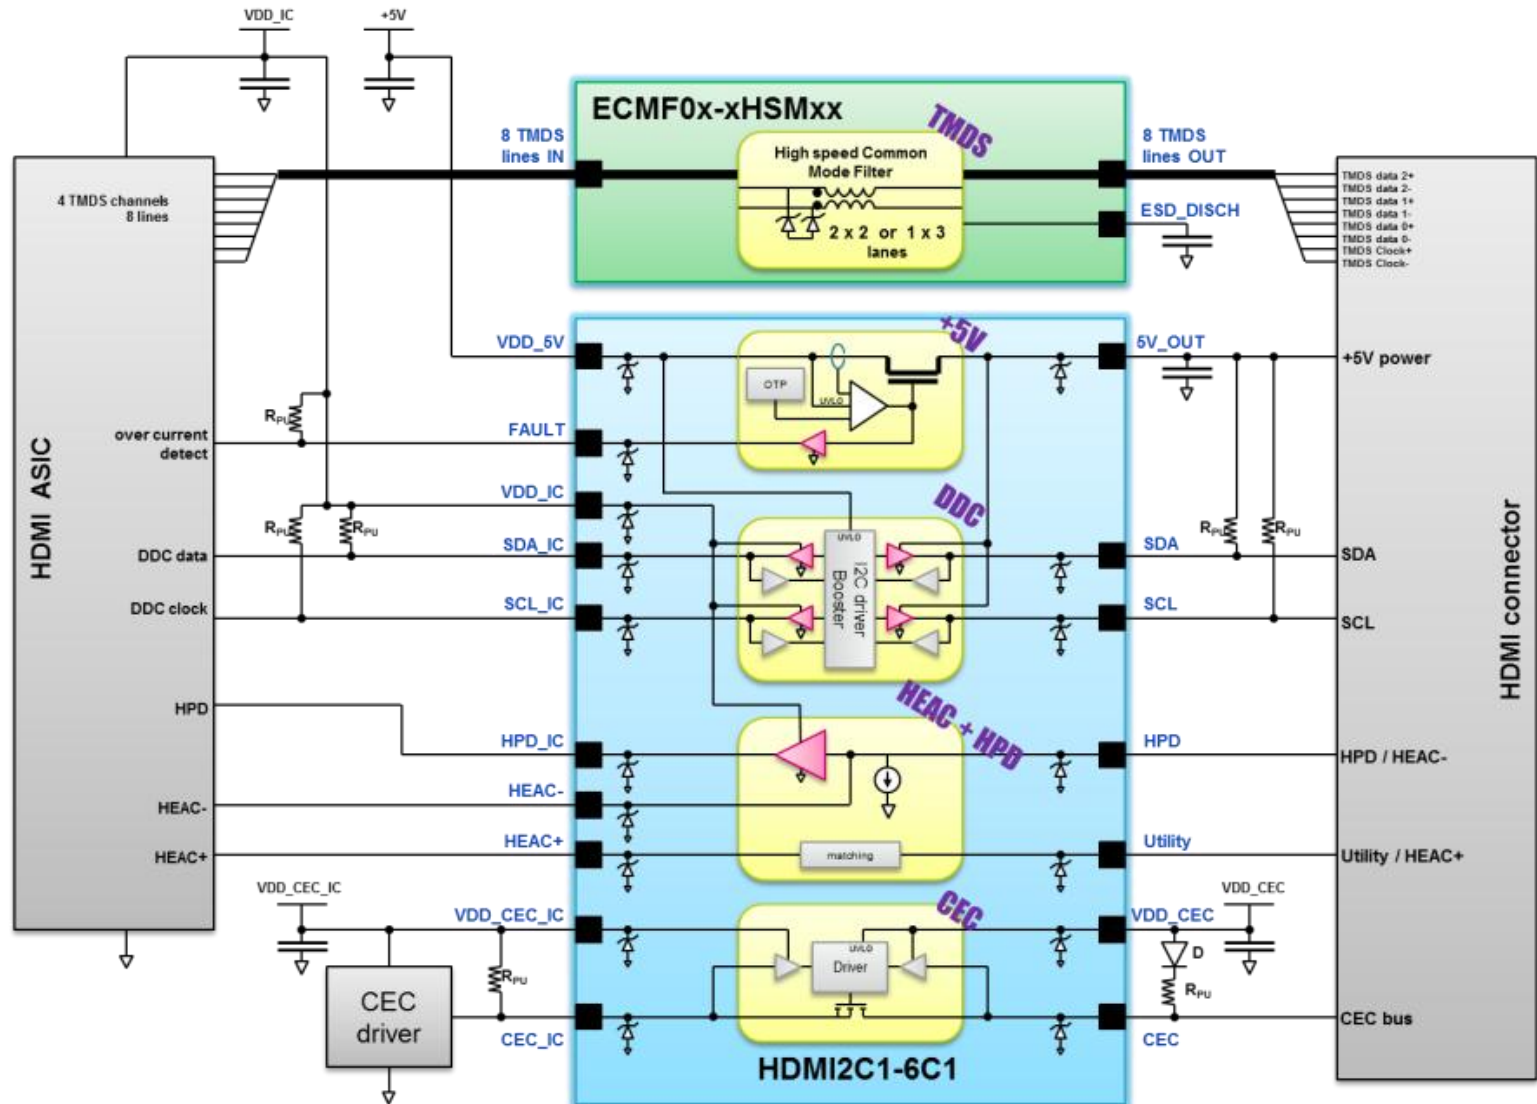 VDD_IC
+5V
ECMF0x-xHSMxx
TMDS
8 TMDS
lines IN
High speed Common
Mode Filter
2 x 2 or 1 x 3
lanes
8 TMDS
lines OUT
ESD_DISCH
4 TMDS channels
8 lines
TMDS data 2+
TMDS data 2-
TMDS data 1+
TMDS data 1-
TMDS data 0+
TMDS data 0-
TMDS Clock+
TMDS Clock-
HDMI ASIC
HDMI connector
VDD_5V
+5V
5V_OUT
+5V power
OTP
UVLO
RPU
over current
detect
FAULT
VDD_IC
DDC
RPU
RPU
RPU
RPU
UVLO
I2C driver
Booster
DDC data
SDA_IC
SDA
SDA
DDC clock
SCL_IC
SCL
SCL
HPD
HEAC + HPD
HPD_IC
HPD
HPD / HEAC-
HEAC-
HEAC-
HEAC+
HEAC+
matching
Utility
Utility / HEAC+
VDD_CEC_IC
VDD_CEC_IC
CEC
VDD_CEC
VDD_CEC
UVLO
Driver
D
RPU
RPU
CEC
driver
CEC_IC
CEC
CEC bus
HDMI2C1-6C1